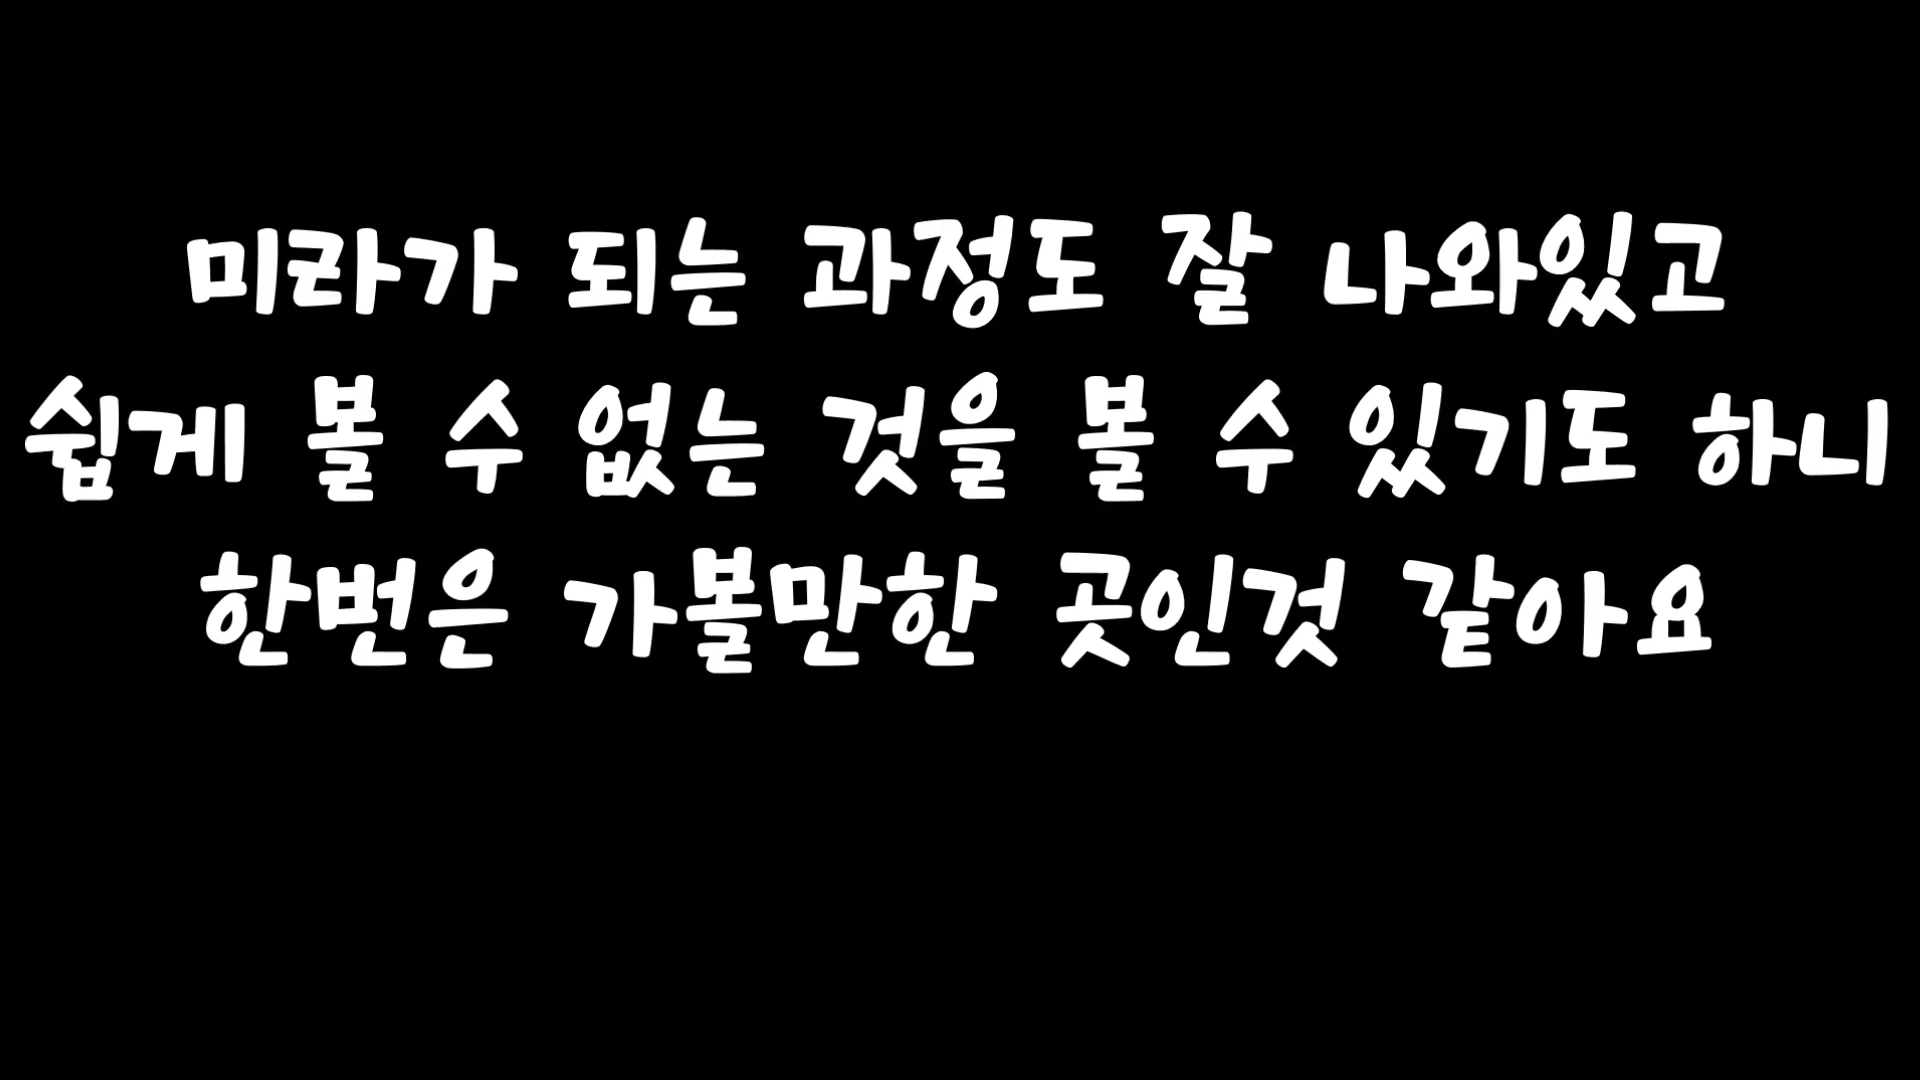 미라가 되는 과정도 잘 나와있고
쉽게 볼 수 없는 것을 볼 수 있기도 하니
한번은 가볼만한 곳인것 같아요